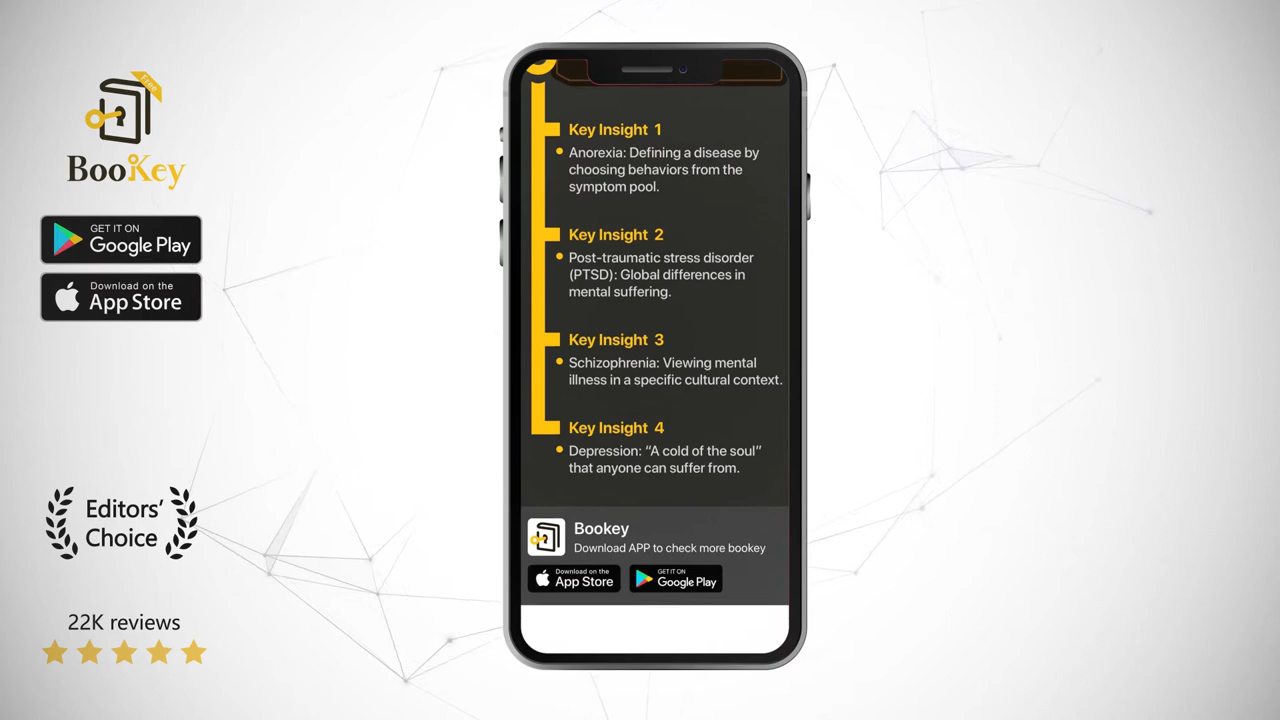 Free
BooKey
GET IT ON
Google Play
Download on the
App Store
Editors'
Choice
22K reviews
Key Insight 1
Anorexia: Defining a disease by
choosing behaviors from the
symptom pool.
Key Insight 2
Post-traumatic stress disorder
(PTSD): Global differences in
mental suffering.
Key Insight 3
Schizophrenia: Viewing mental
illness in a specific cultural context.
Key Insight 4
Depression: “A cold of the soul”
that anyone can suffer from.
Bookey
Download APP to check more bookey
Download on the
App Store
GET IT ON
Google Play